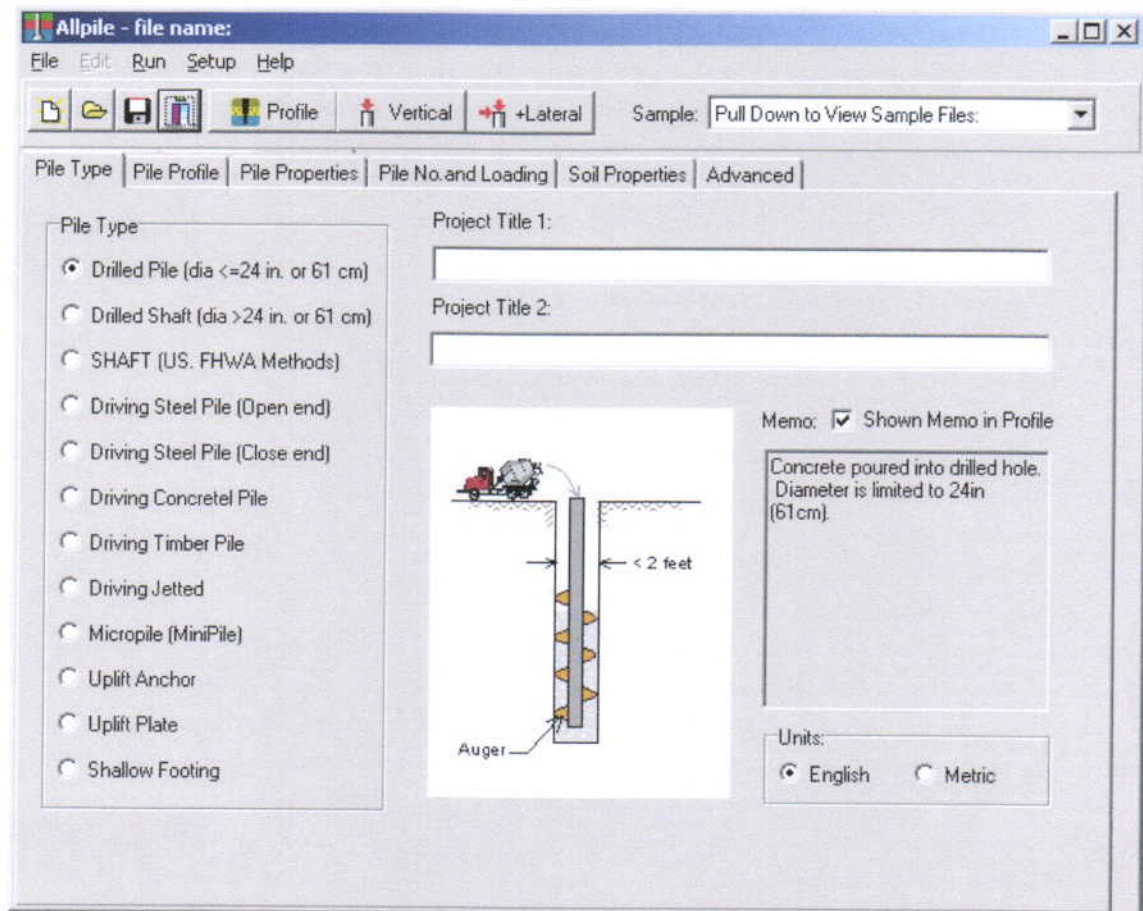 Allpile - file name:
File Edit Run Setup Help
Profile Vertical +Lateral Sample: Pull Down to View Sample Files:
Pile Type Pile Profile Pile Properties Pile No.and Loading Soil Properties Advanced
Pile Type
Drilled Pile (dia <=24 in. or 61 cm)
Drilled Shaft (dia >24 in. or 61 cm)
SHAFT (US. FHWA Methods)
Driving Steel Pile (Open end)
Driving Steel Pile (Close end)
Driving Concretel Pile
Driving Timber Pile
Driving Jetted
Micropile (MiniPile)
Uplift Anchor
Uplift Plate
Shallow Footing
Project Title 1:
Project Title 2:
< 2 feet
Auger
Memo: Shown Memo in Profile
Concrete poured into drilled hole.
Diameter is limited to 24in
(61cm).
Units:
English Metric